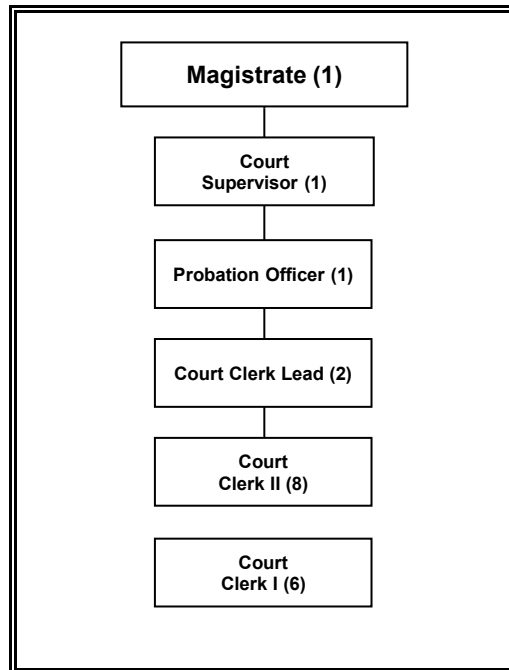 Magistrate (1)
Court
Supervisor (1)
Probation Officer (1)
Court Clerk Lead (2)
Court
Clerk II (8)
Court
Clerk I (6)